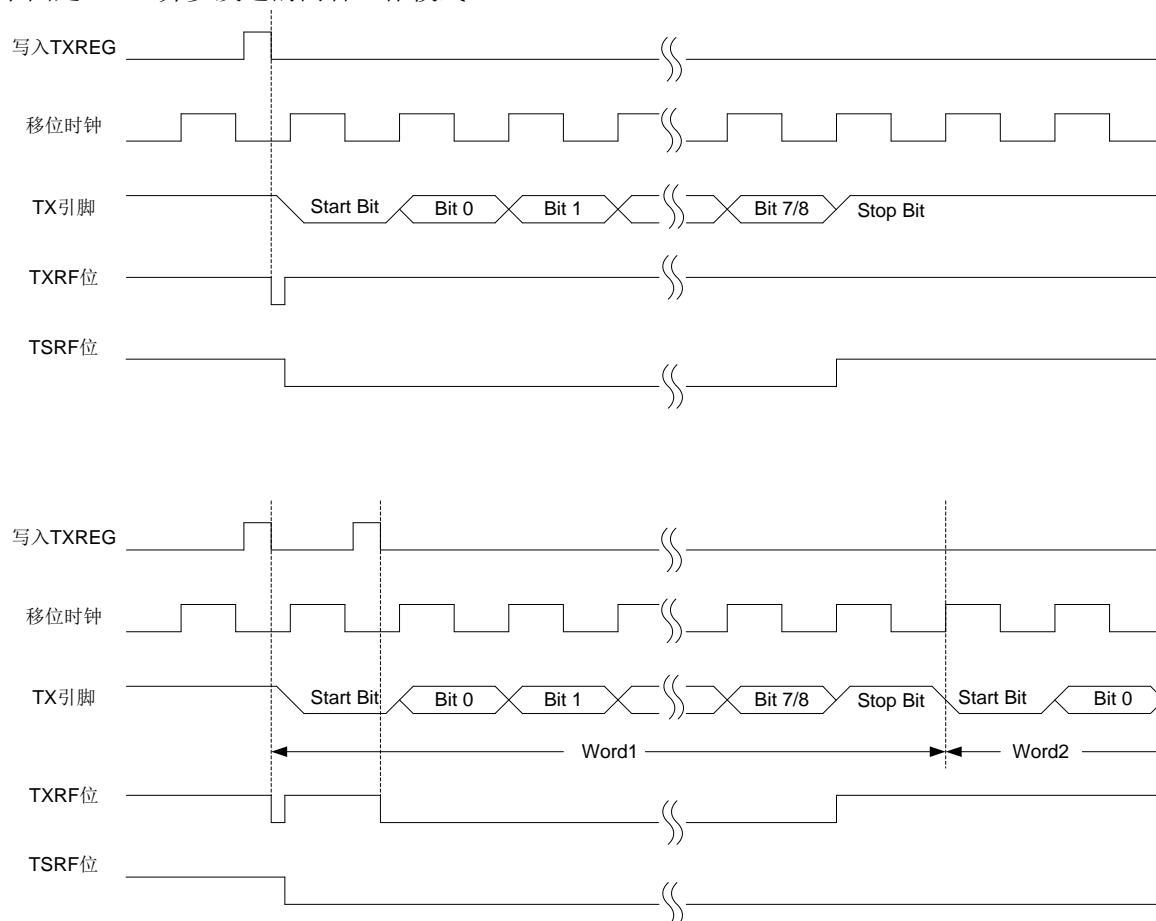 写入TXREG
移位时钟
TX引脚
Start Bit
Bit 0
Bit 1
Bit 7/8
Stop Bit
TXRF位
TSRF位
写入TXREG
移位时钟
TX引脚
Start Bit
Bit 0
Bit 1
Bit 7/8
Stop Bit
Start Bit
Bit 0
Word1
Word2
TXRF位
TSRF位